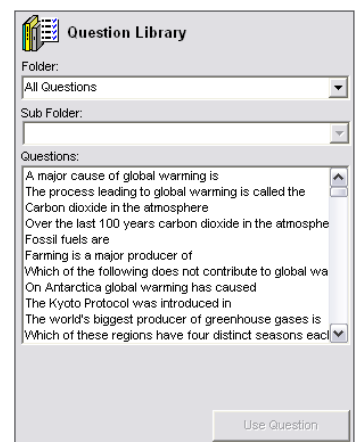 Question Library
Folder:
All Questions
Sub Folder:
Questions:
A major cause of global warming is
The process leading to global warming is called the
Carbon dioxide in the atmosphere
Over the last 100 years carbon dioxide in the atmosphe
Fossil fuels are
Farming is a major producer of
Which of the following does not contribute to global wa
On Antarctica global warming has caused
The Kyoto Protocol was introduced in
The world's biggest producer of greenhouse gases is
Which of these regions have four distinct seasons eacl
Use Question